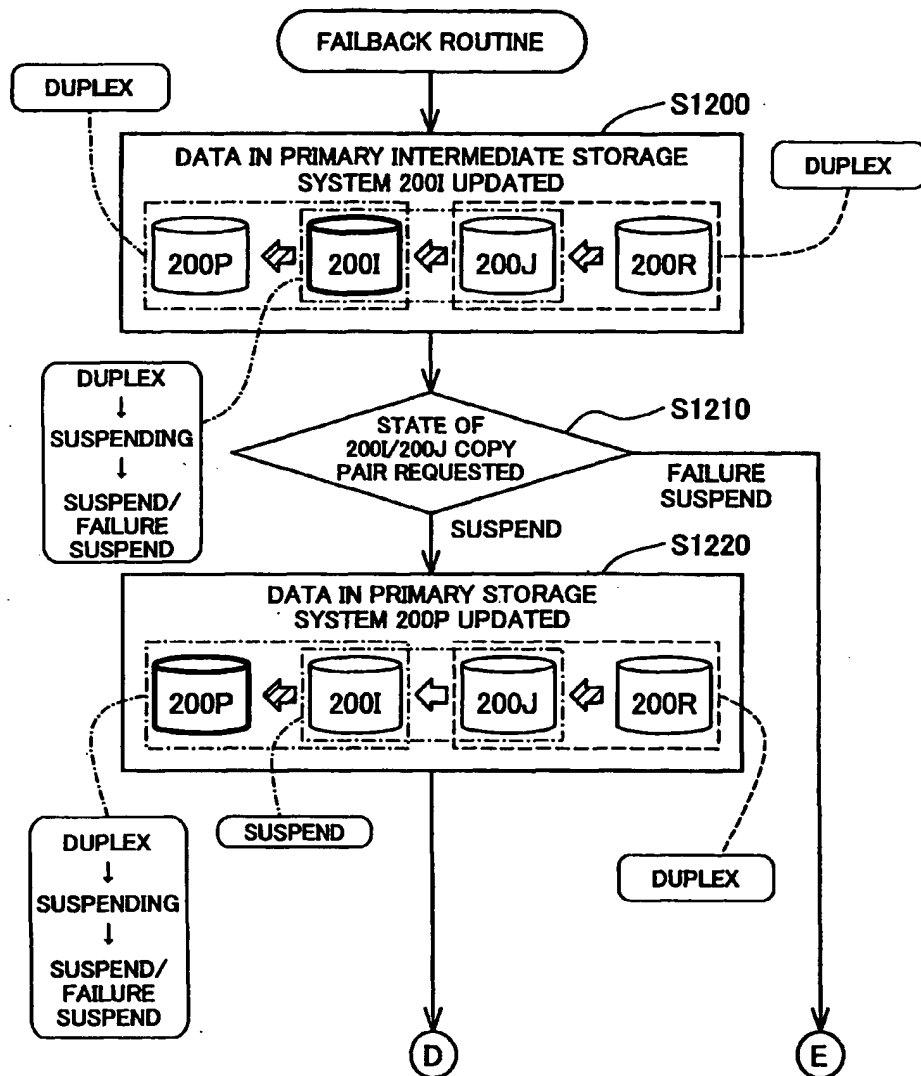 FAILBACK ROUTINE
DUPLEX
S1200
DATA IN PRIMARY INTERMEDIATE STORAGE
SYSTEM 200I UPDATED
DUPLEX
200P
200I
200J
200R
DUPLEX
↓
SUSPENDING
↓
SUSPEND/
FAILURE
SUSPEND
S1210
STATE OF
200I/200J COPY
PAIR REQUESTED
FAILURE
SUSPEND
SUSPEND
S1220
DATA IN PRIMARY STORAGE
SYSTEM 200P UPDATED
200P
200I
200J
200R
SUSPEND
DUPLEX
DUPLEX
↓
SUSPENDING
↓
SUSPEND/
FAILURE
SUSPEND
D
E